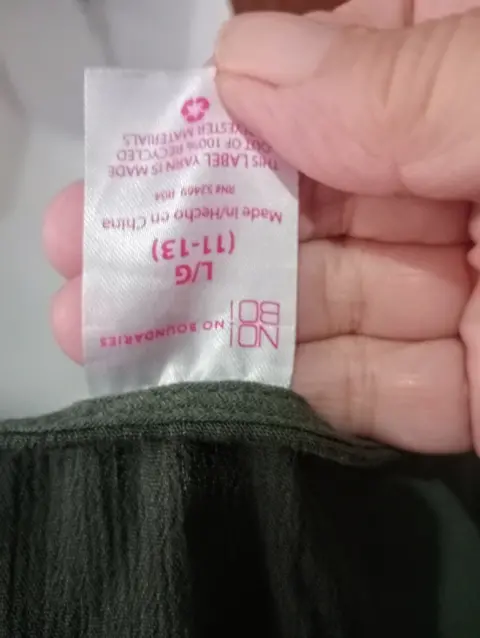 NO!
BO!
NO BOUNDARIES
L/G
(11-13)
Made in/Hecho en China
RN# 52469 R04
THIS LABEL YARN IS MADE
OUT OF 100% RECYCLED
MATERIALS